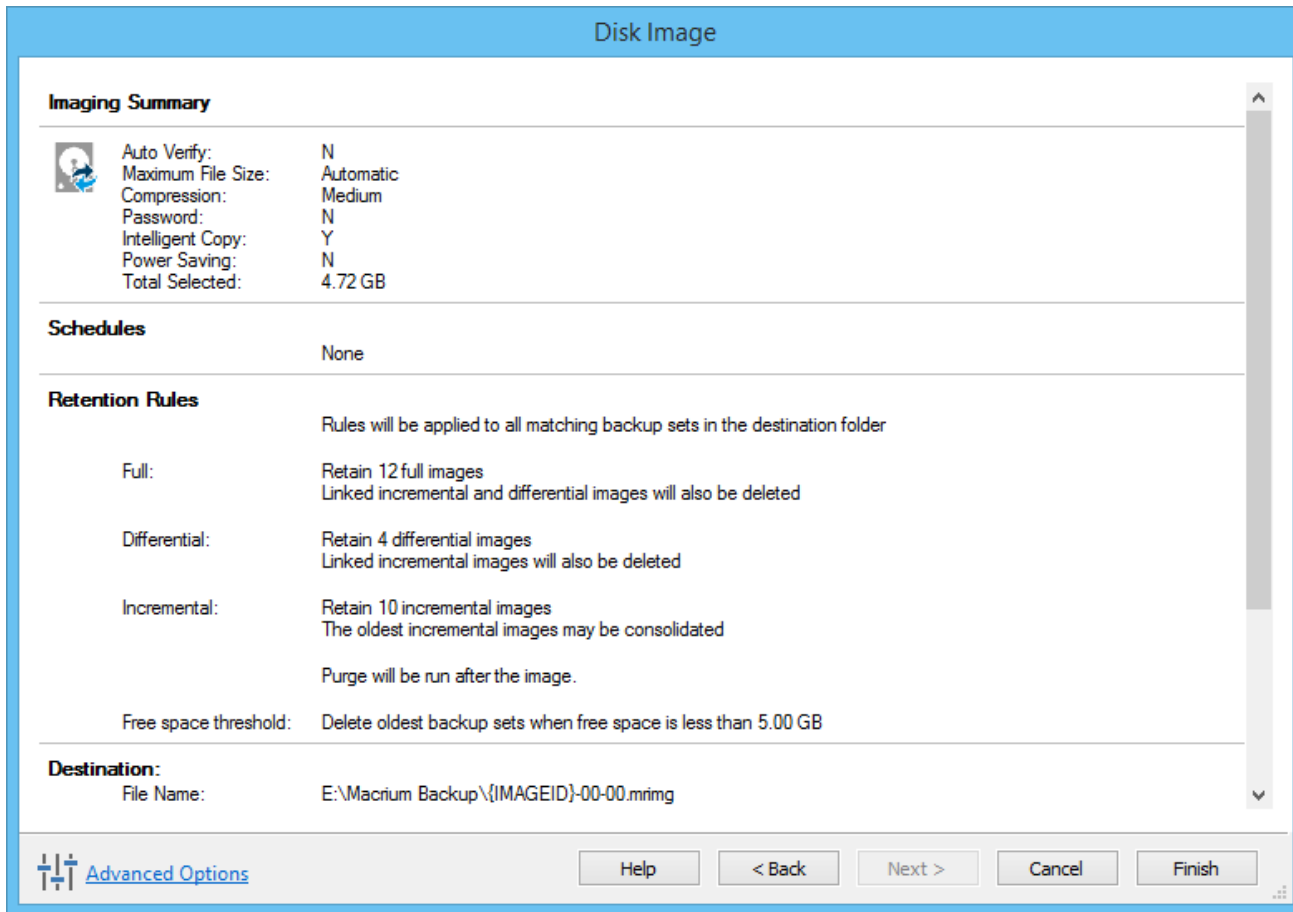 Disk Image
Imaging Summary
Auto Verify: N
Maximum File Size: Automatic
Compression: Medium
Password: N
Intelligent Copy: Y
Power Saving: N
Total Selected: 4.72 GB
Schedules
None
Retention Rules
Rules will be applied to all matching backup sets in the destination folder
Full: Retain 12 full images
Linked incremental and differential images will also be deleted
Differential: Retain 4 differential images
Linked incremental images will also be deleted
Incremental: Retain 10 incremental images
The oldest incremental images may be consolidated
Purge will be run after the image.
Free space threshold: Delete oldest backup sets when free space is less than 5.00 GB
Destination:
File Name: E:\Macrium Backup\{IMAGEID}-00-00.mrimg
Advanced Options Help < Back Next > Cancel Finish